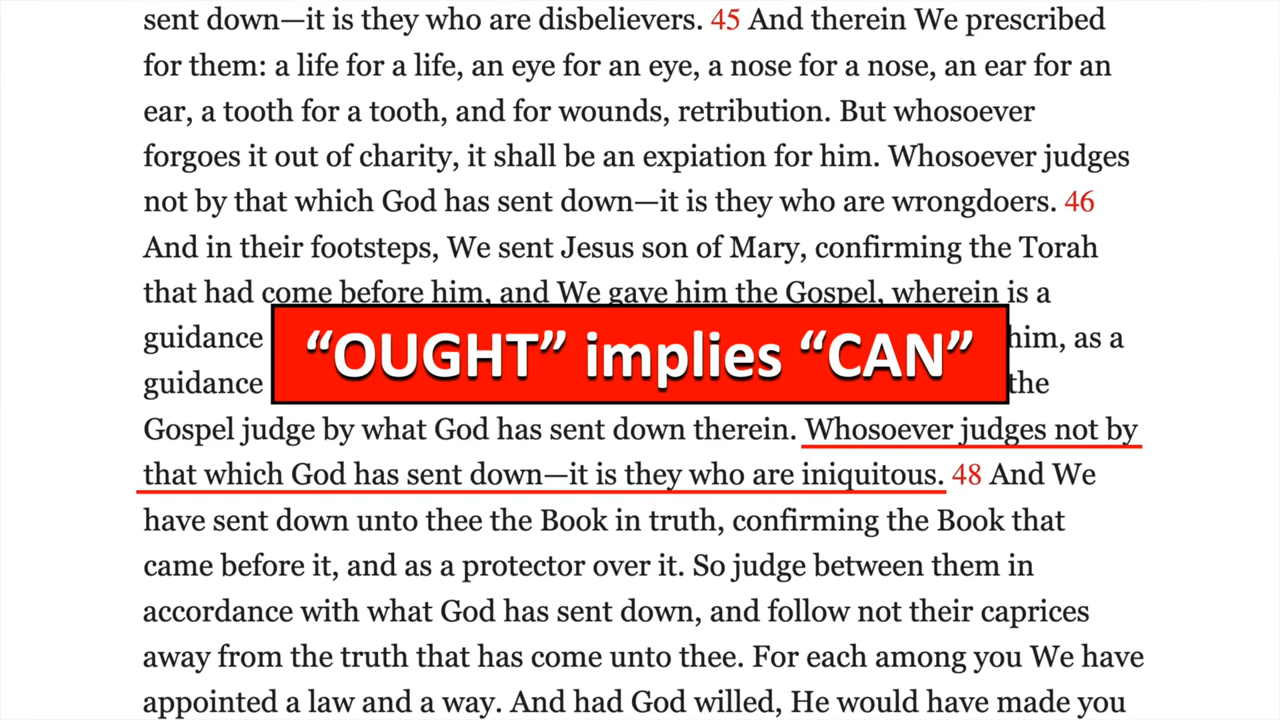 sent down—it is they who are disbelievers. 45 And therein We prescribed
for them: a life for a life, an eye for an eye, a nose for a nose, an ear for an
ear, a tooth for a tooth, and for wounds, retribution. But whosoever
forgoes it out of charity, it shall be an expiation for him. Whosoever judges
not by that which God has sent down—it is they who are wrongdoers. 46
And in their footsteps, We sent Jesus son of Mary, confirming the Torah
that had come before him, and We gave him the Gospel, wherein is a
guidance him, as a
“OUGHT” implies “CAN”
guidance the
Gospel judge by what God has sent down therein. Whosoever judges not by
that which God has sent down—it is they who are iniquitous. 48 And We
have sent down unto thee the Book in truth, confirming the Book that
came before it, and as a protector over it. So judge between them in
accordance with what God has sent down, and follow not their caprices
away from the truth that has come unto thee. For each among you We have
appointed a law and a way. And had God willed, He would have made you